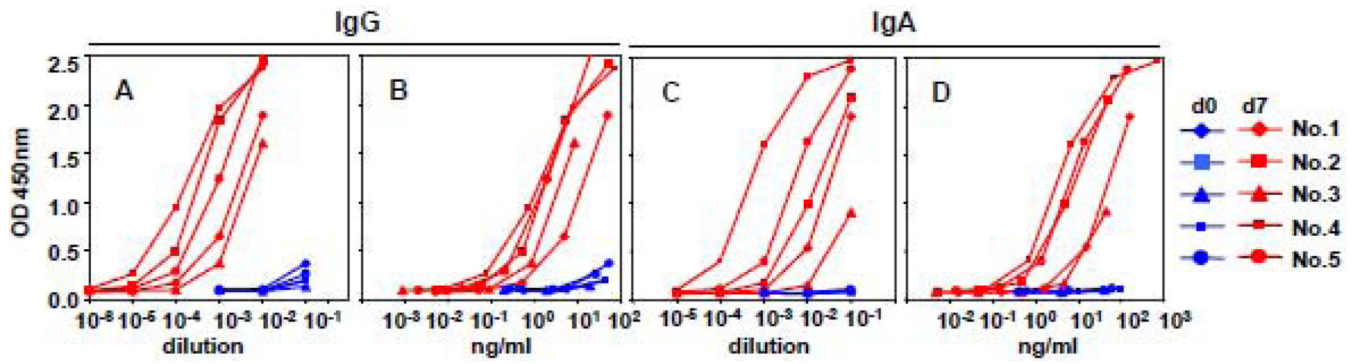 IgG IgA
A B C D
OD 450nm
2.5
2.0
1.5
1.0
0.5
0.0
10-8 10-6 10-4 10-3 10-2 10-1
dilution
10-3 10-2 10-1 100 101 102
ng/ml
10-5 10-4 10-3 10-2 10-1
dilution
10-2 10-1 100 101 102 103
ng/ml
d0 d7
No.1
No.2
No.3
No.4
No.5